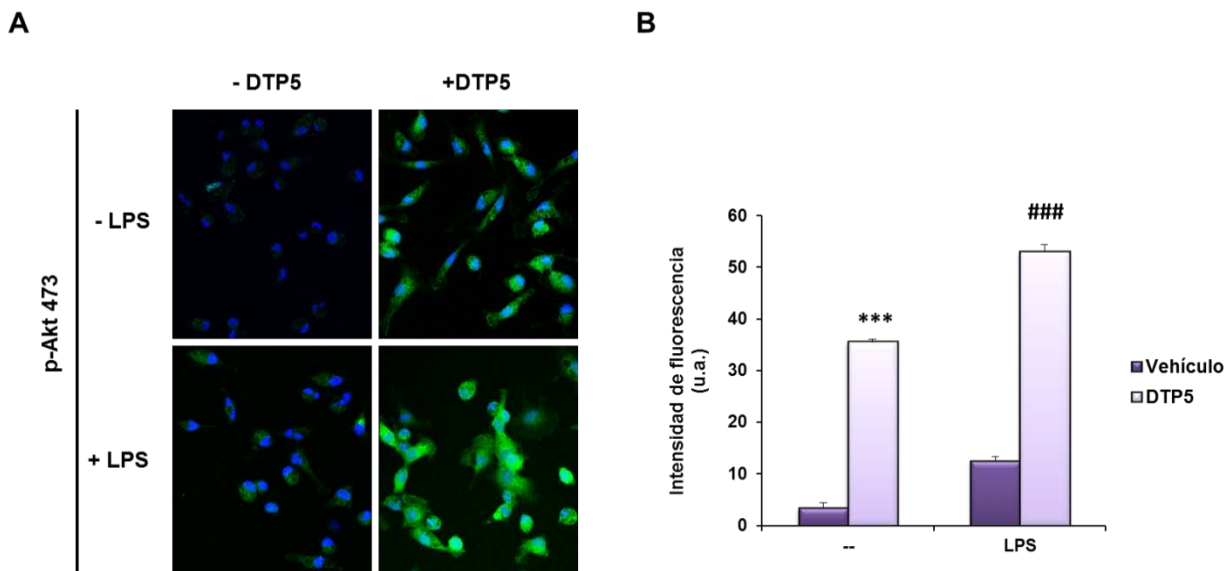 A
B
- DTP5
+DTP5
- LPS
+ LPS
p-Akt 473
Intensidad de fluorescencia
(u.a.)
60
50
40
30
20
10
0
***
###
--
LPS
Vehículo
DTP5